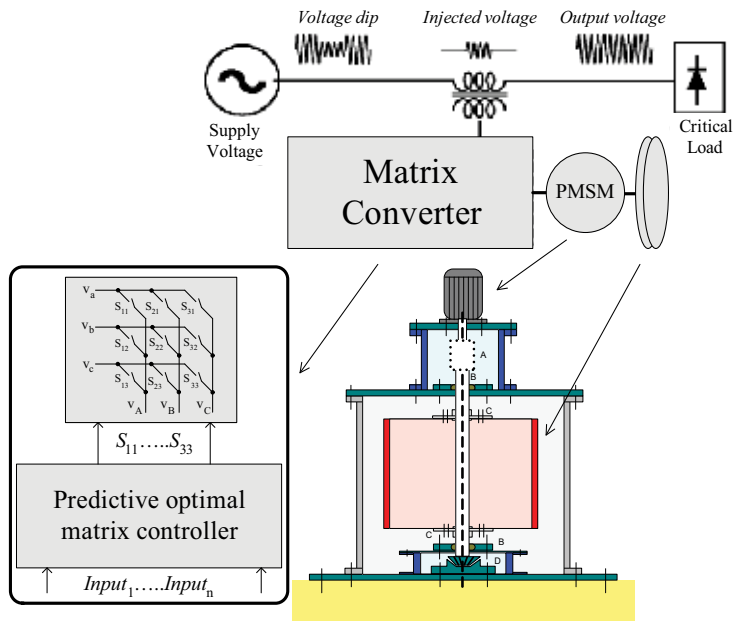 Voltage dip
Injected voltage
Output voltage
Supply
Voltage
Critical
Load
Matrix
Converter
PMSM
v_a
S_11
S_21
S_31
v_b
S_12
S_22
S_32
v_c
S_13
S_23
S_33
v_A
v_B
v_C
S_11.....S_33
Predictive optimal
matrix controller
Input_1.....Input_n
A
B
C
C
B
D